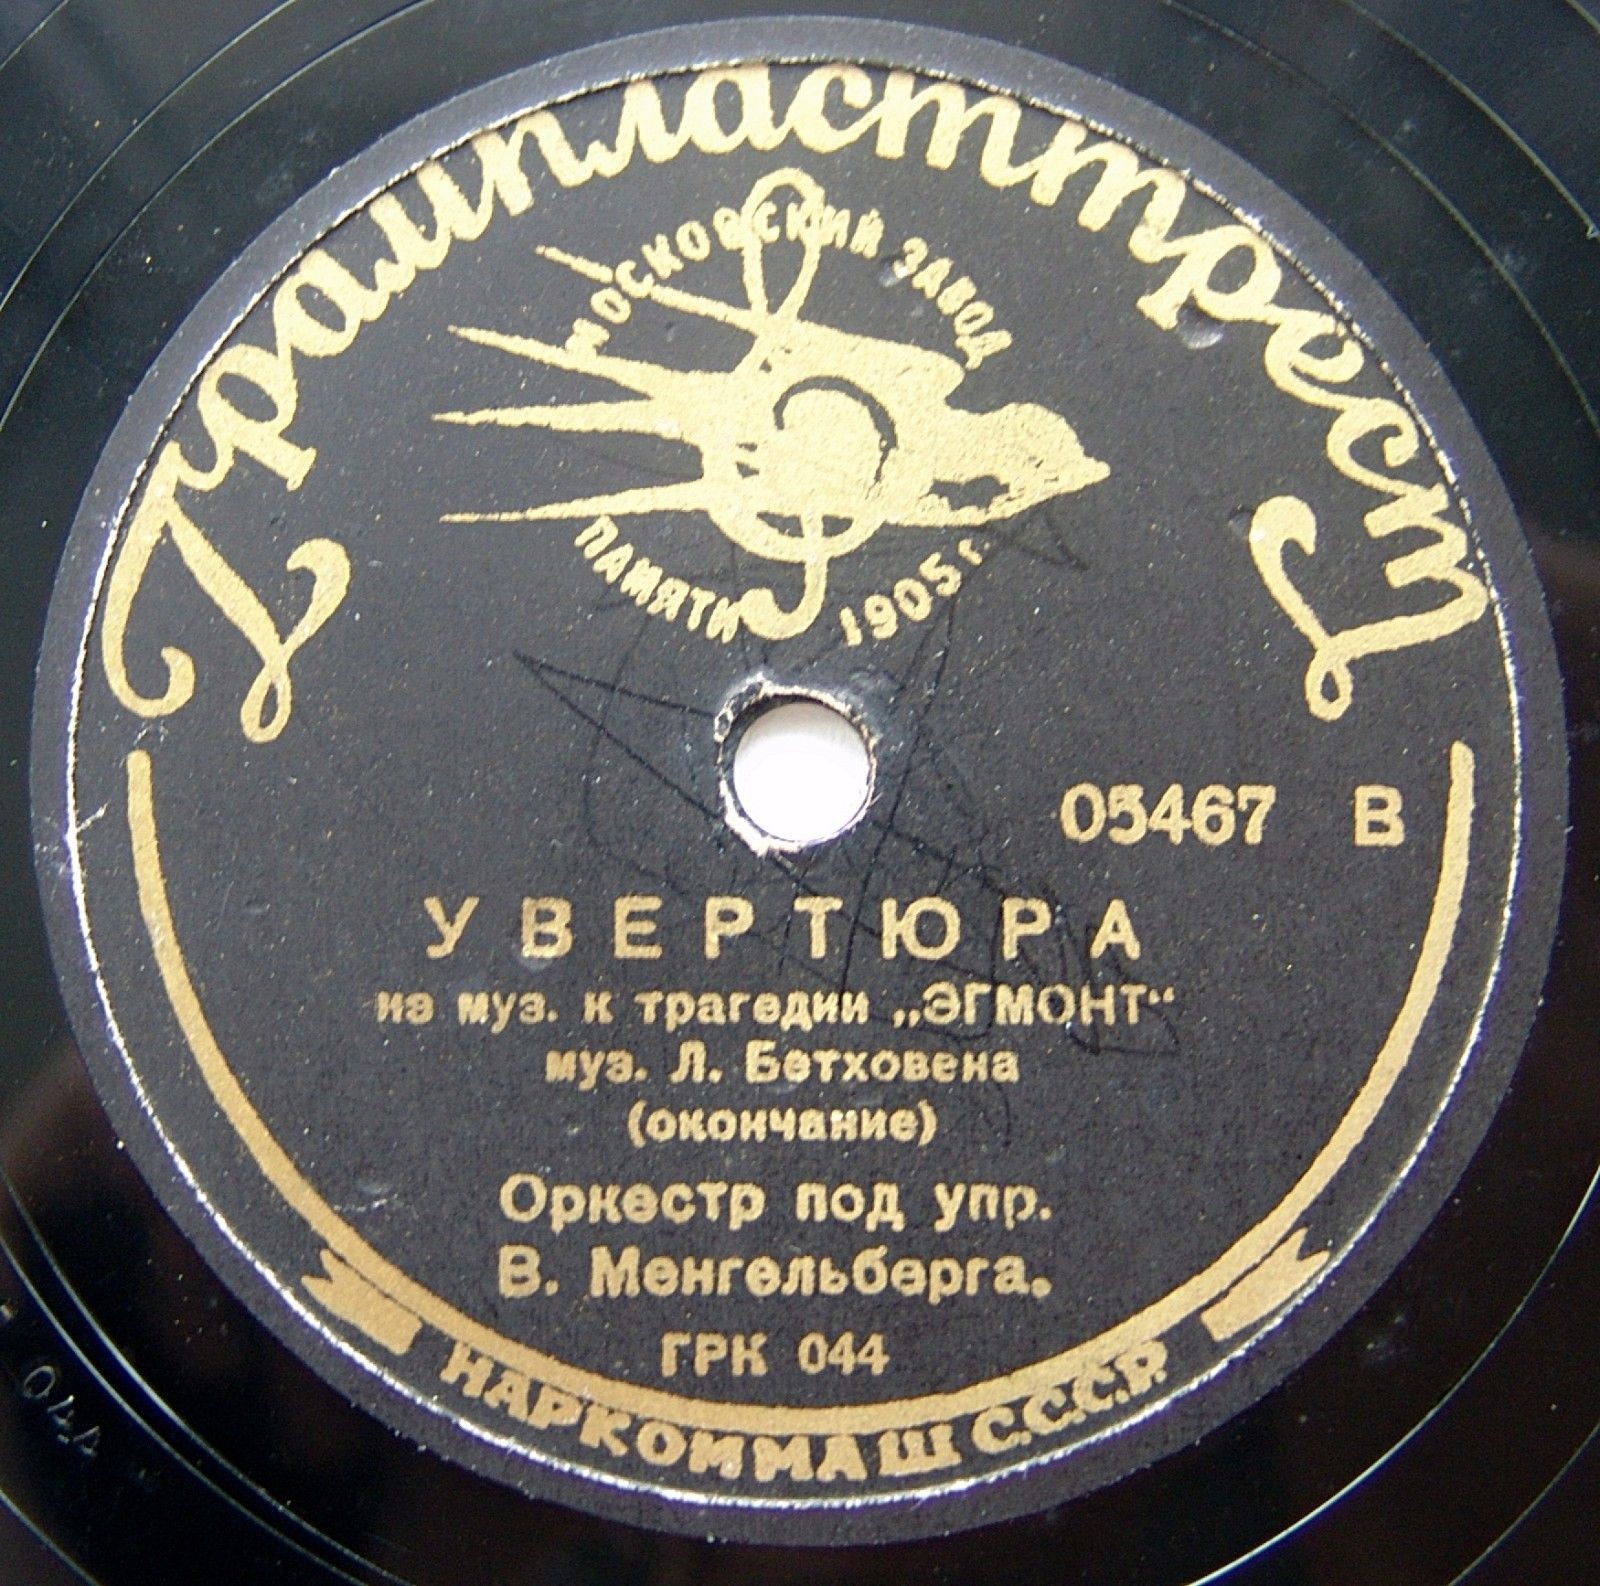 Грампласттрест
МОСКОВСКИЙ ЗАВОД
ПАМЯТИ 1905 г.
05467 В
УВЕРТЮРА
из муз. к трагедии „ЭГМОНТ“
муз. Л. Бетховена
(окончание)
Оркестр под упр.
В. Менгельберга.
ГРК 044
НАРКОММАШ С.С.С.Р.
044